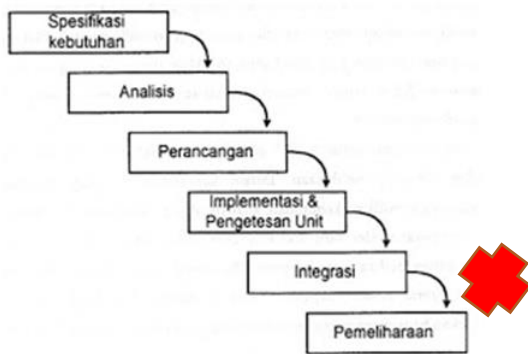 Spesifikasi
kebutuhan
Analisis
Perancangan
Implementasi &
Pengetesan Unit
Integrasi
Pemeliharaan